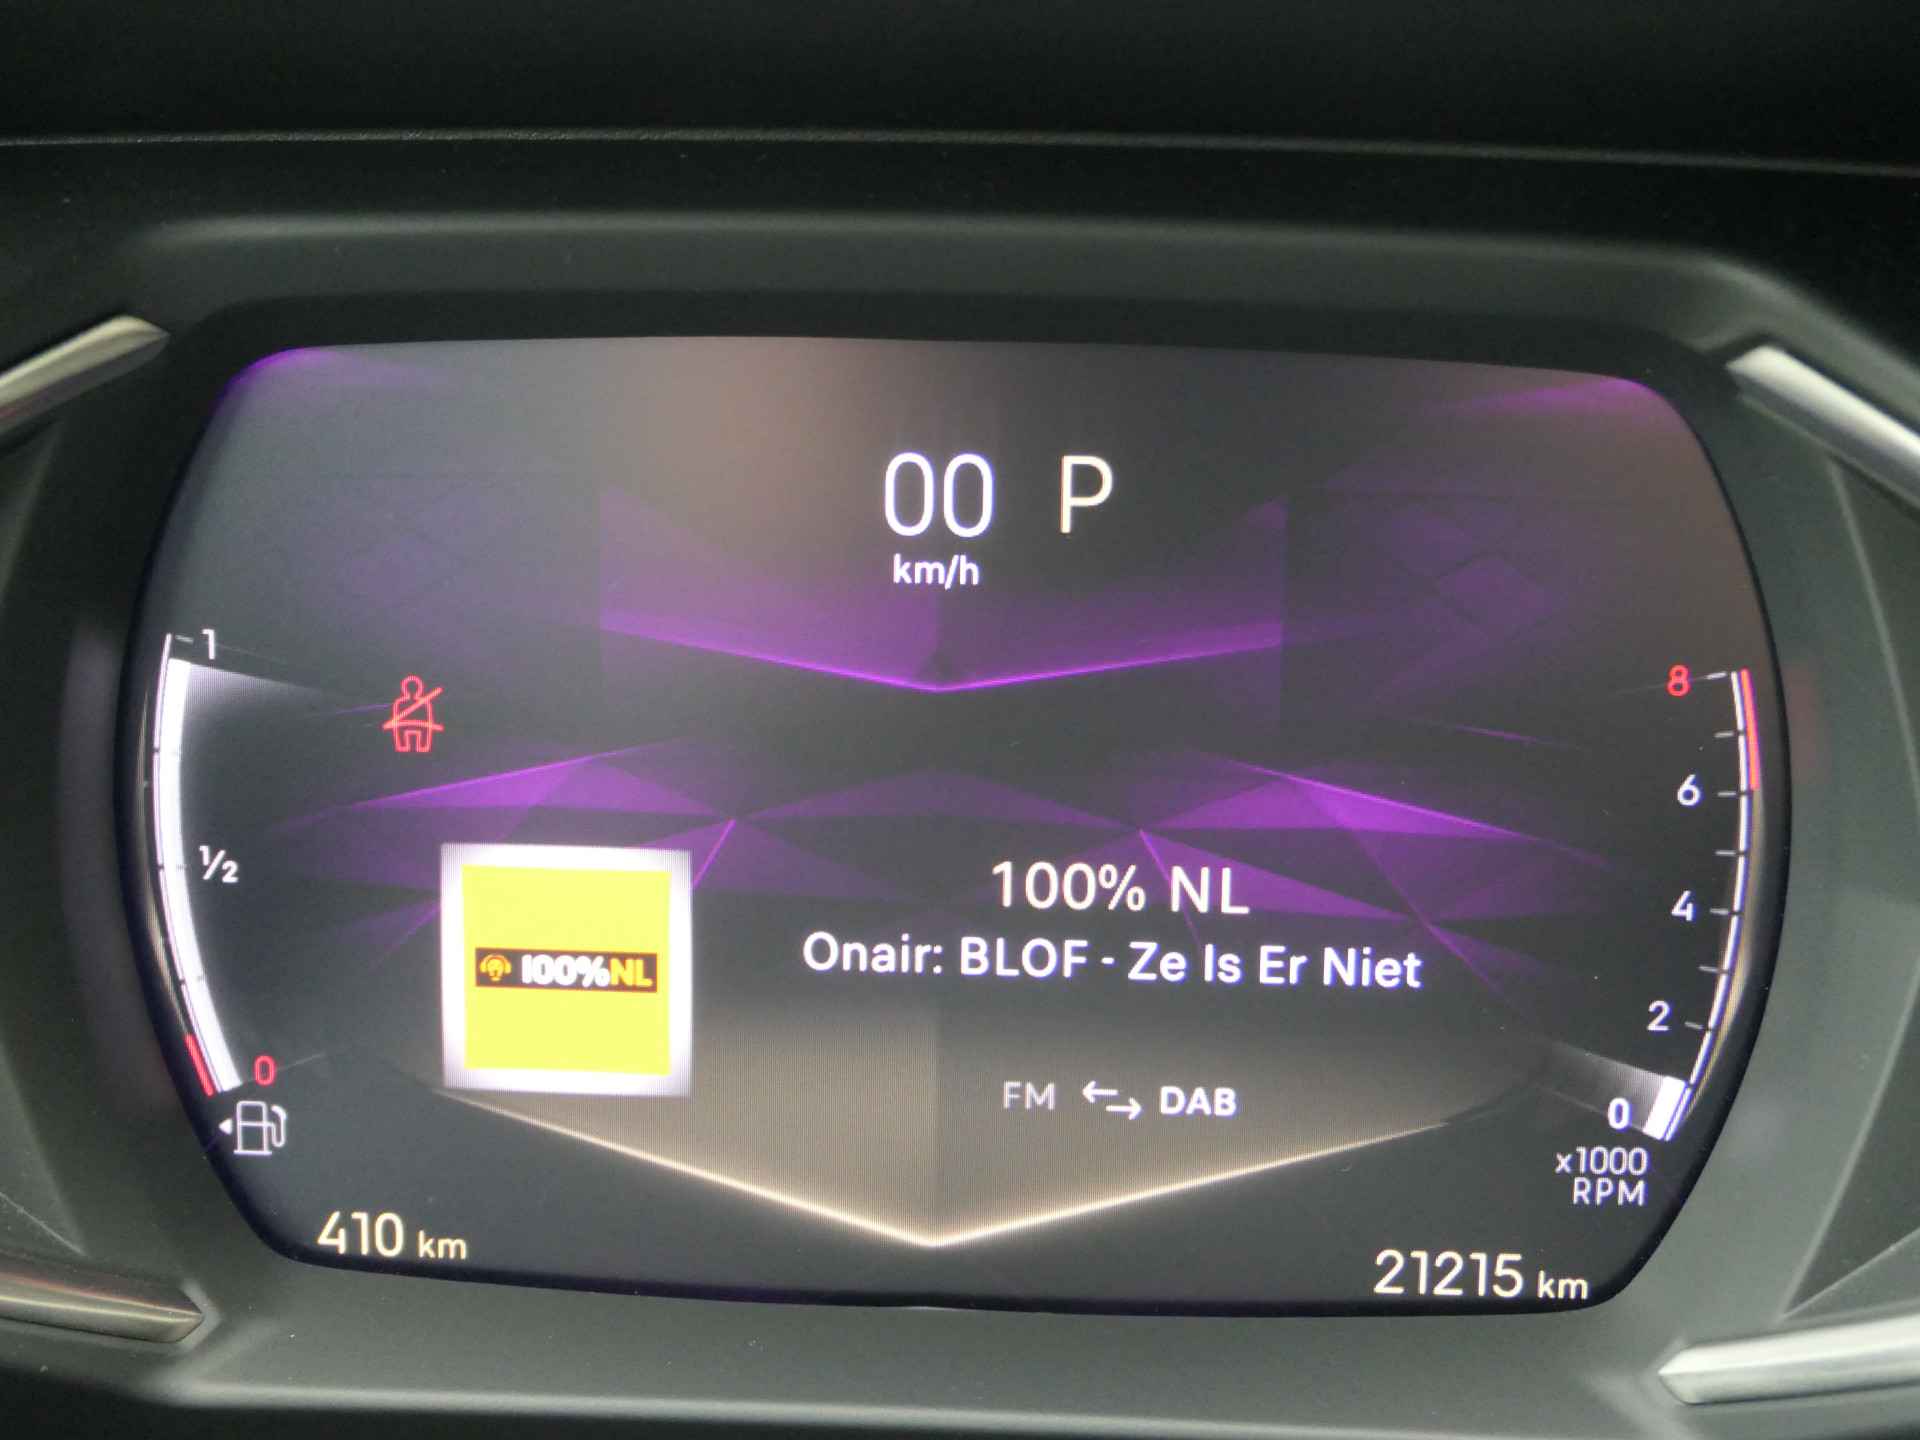 00 P
km/h
1
1/2
0
8
6
4
2
0
x1000
RPM
100%NL
100% NL
Onair: BLOF - Ze Is Er Niet
FM DAB
410 km
21215 km